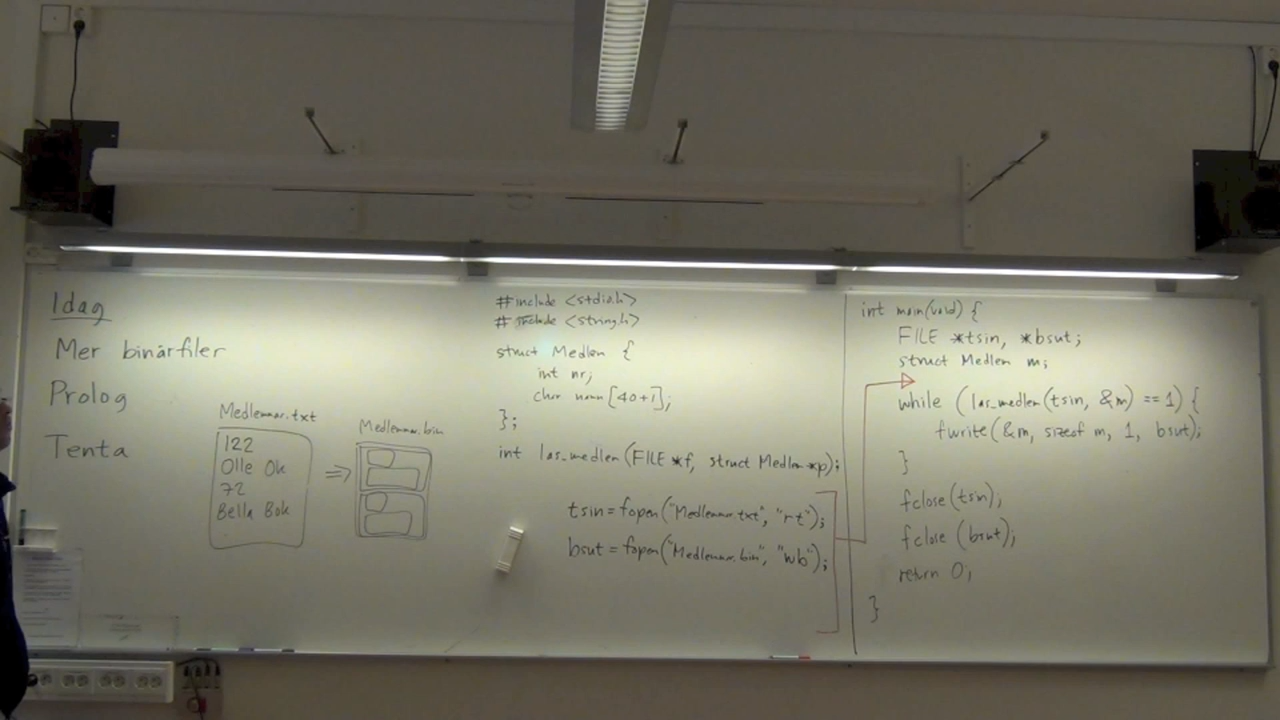 Idag
Mer binärfiler
Prolog
Tenta
Medlemmar.txt
122
Olle Ok
72
Bella Bok
⇒
Medlemmar.bin
#include <stdio.h>
#include <string.h>
struct Medlem {
int nr;
char namn[40+1];
};
int las_medlem(FILE *f, struct Medlem *p);
tsin = fopen("Medlemmar.txt", "rt");
bsut = fopen("Medlemmar.bin", "wb");
int main(void) {
FILE *tsin, *bsut;
struct Medlem m;
while (las_medlem(tsin, &m) == 1) {
fwrite(&m, sizeof m, 1, bsut);
}
fclose(tsin);
fclose (bsut);
return 0;
}